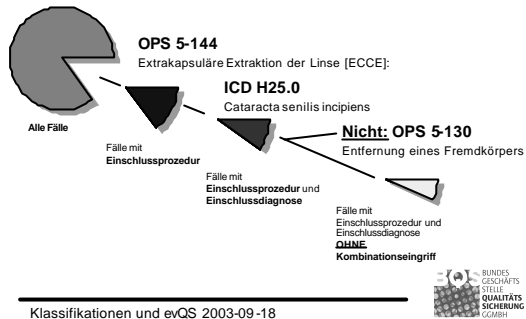 OPS 5-144
Extrakapsuläre Extraktion der Linse [ECCE]:
ICD H25.0
Cataracta senilis incipiens
Nicht: OPS 5-130
Entfernung eines Fremdkörpers
Alle Fälle
Fälle mit
Einschlussprozedur
Fälle mit
Einschlussprozedur und
Einschlussdiagnose
Fälle mit
Einschlussprozedur und
Einschlussdiagnose
OHNE
Kombinationseingriff
BUNDES
GESCHÄFTS
STELLE
QUALITÄTS
SICHERUNG
GGMBH
Klassifikationen und evQS 2003-09-18